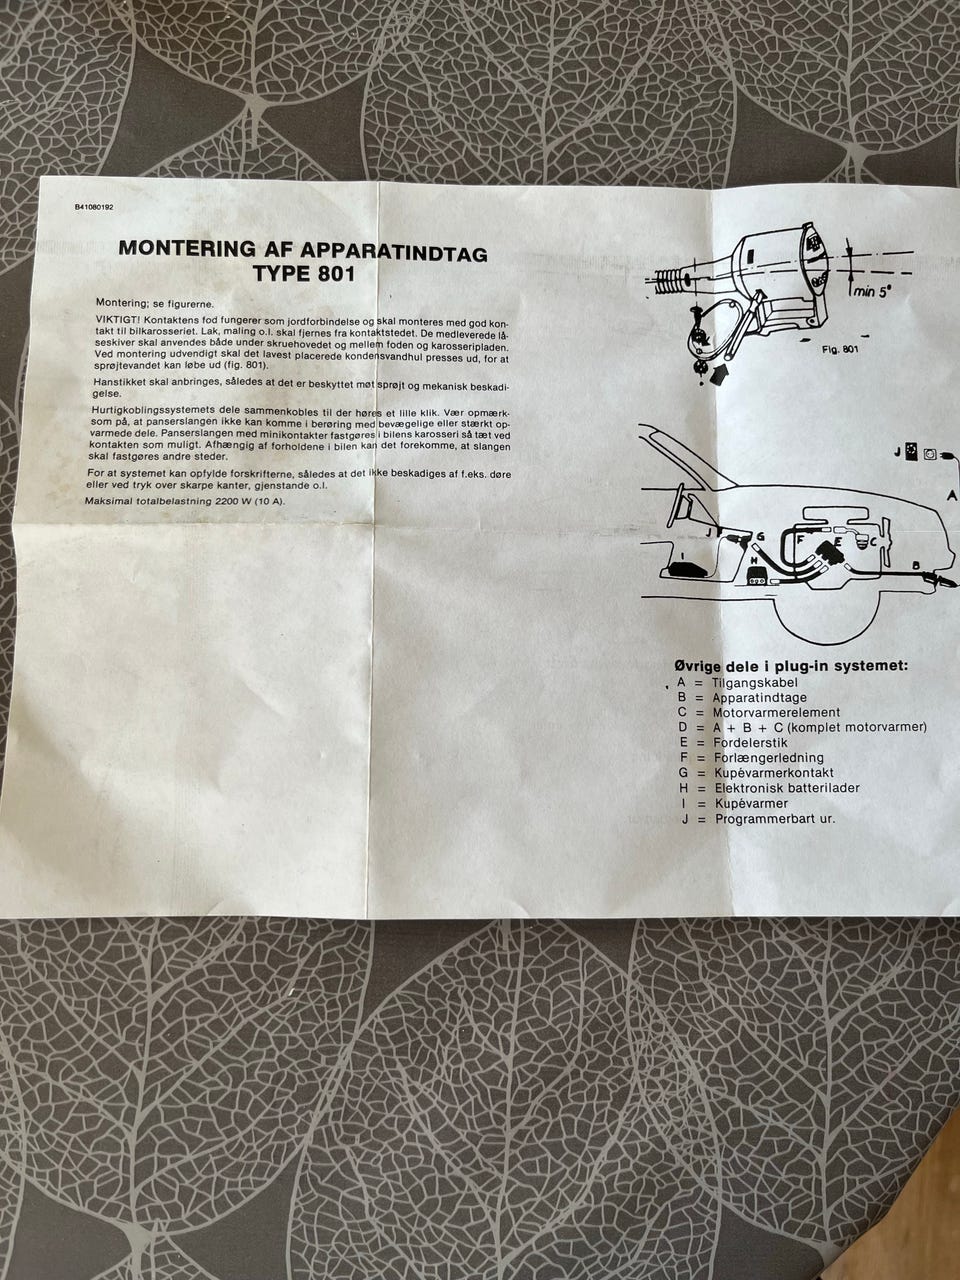 B41080192
MONTERING AF APPARATINDTAG
TYPE 801
Montering; se figurerne.
VIKTIGT! Kontaktens fod fungerer som jordforbindelse og skal monteres med god kon-
takt til bilkarosseriet. Lak, maling o.l. skal fjernes fra kontaktstedet. De medleverede lå-
seskiver skal anvendes både under skruehovedet og mellem foden og karosseripladen.
Ved montering udvendigt skal det lavest placerede kondensvandhul presses ud, for at
sprøjtevandet kan løbe ud (fig. 801).
Hanstikket skal anbringes, således at det er beskyttet møt sprøjt og mekanisk beskadi-
gelse.
Hurtigkoblingssystemets dele sammenkobles til der høres et lille klik. Vær opmærk-
som på, at panserslangen ikke kan komme i berøring med bevægelige eller stærkt op-
varmede dele. Panserslangen med minikontakter fastgøres i bilens karosseri så tæt ved
kontakten som muligt. Afhængig af forholdene i bilen kan det forekomme, at slangen
skal fastgøres andre steder.
For at systemet kan opfylde forskrifterne, således at det ikke beskadiges af f.eks. døre
eller ved tryk over skarpe kanter, gjenstande o.l.
Maksimal totalbelastning 2200 W (10 A).
min 5°
Fig. 801
J
A
J
G
F
E
C
H
I
B
Øvrige dele i plug-in systemet:
A = Tilgangskabel
B = Apparatindtage
C = Motorvarmerelement
D = A + B + C (komplet motorvarmer)
E = Fordelerstik
F = Forlængerledning
G = Kupévarmerkontakt
H = Elektronisk batterilader
I = Kupévarmer
J = Programmerbart ur.